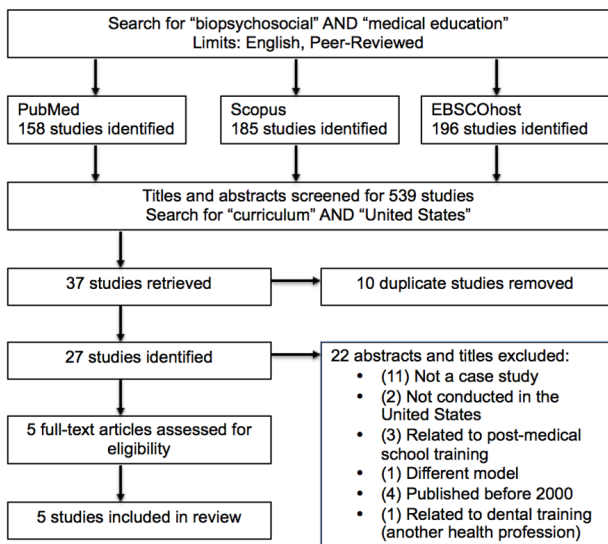 Search for “biopsychosocial” AND “medical education”
Limits: English, Peer-Reviewed
PubMed
158 studies identified
Scopus
185 studies identified
EBSCOhost
196 studies identified
Titles and abstracts screened for 539 studies
Search for “curriculum” AND “United States”
37 studies retrieved
10 duplicate studies removed
27 studies identified
22 abstracts and titles excluded:
• (11) Not a case study
• (2) Not conducted in the
United States
• (3) Related to post-medical
school training
• (1) Different model
• (4) Published before 2000
• (1) Related to dental training
(another health profession)
5 full-text articles assessed for
eligibility
5 studies included in review